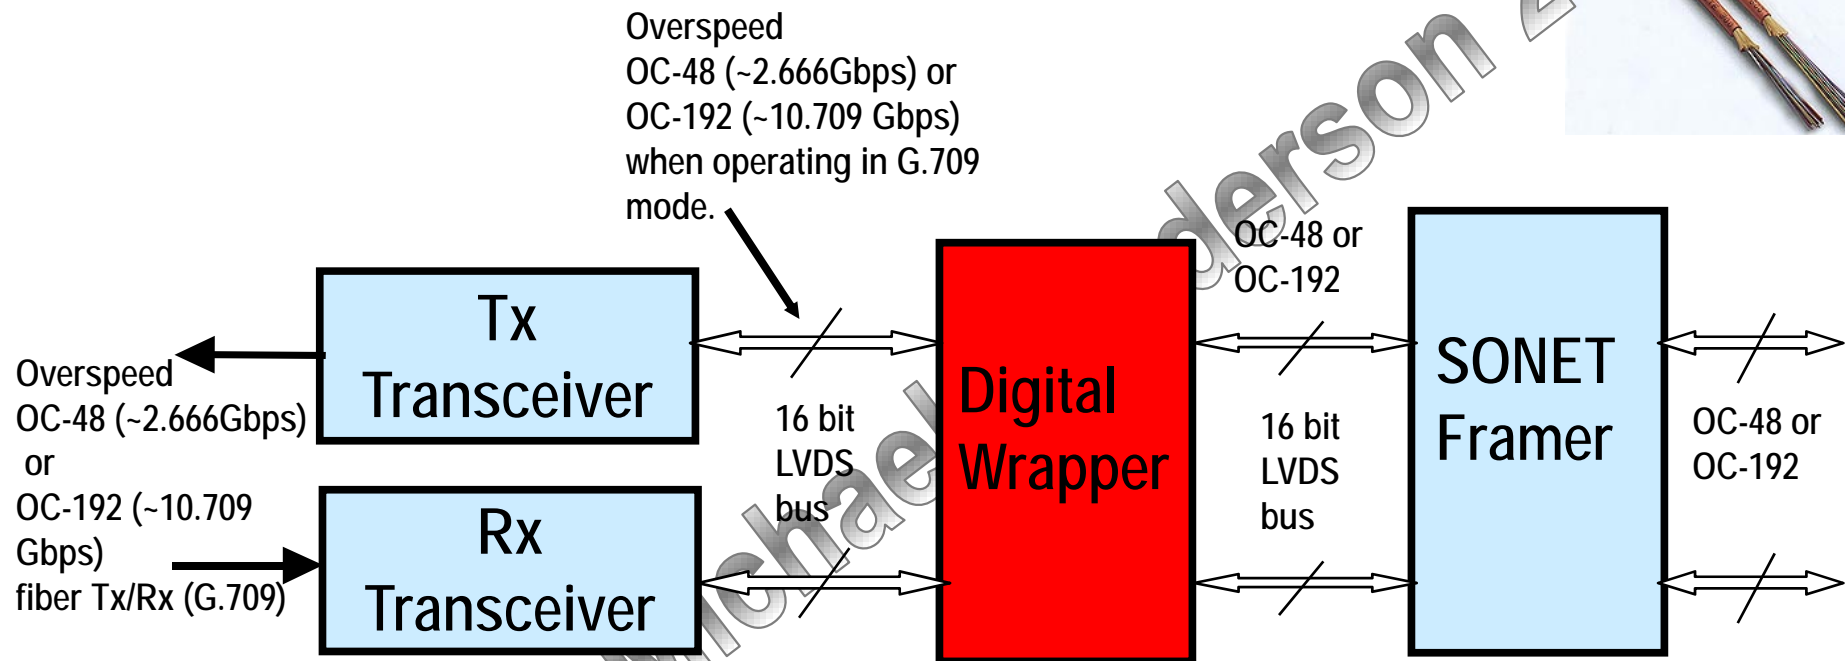 Overspeed
OC-48 (~2.666Gbps) or
OC-192 (~10.709 Gbps)
when operating in G.709
mode.
Tx
Transceiver
Overspeed
OC-48 (~2.666Gbps)
or
OC-192 (~10.709
Gbps)
fiber Tx/Rx (G.709)
Rx
Transceiver
16 bit
LVDS
bus
Digital
Wrapper
OC-48 or
OC-192
16 bit
LVDS
bus
SONET
Framer
OC-48 or
OC-192